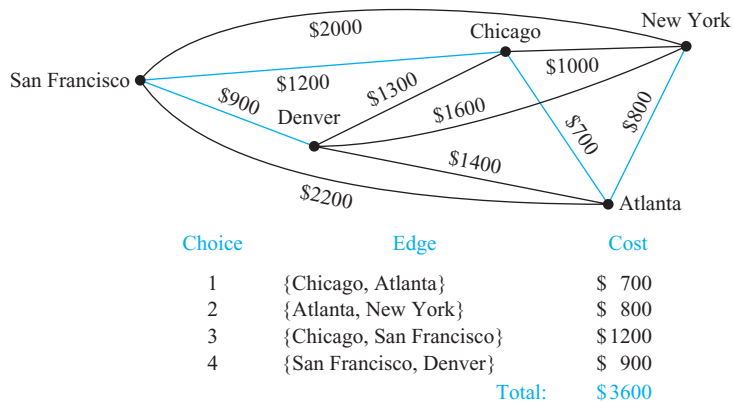 New York
$2000
Chicago
San Francisco
$1200
$1000
$900
$1300
Denver
$1600
$700
$800
$1400
$2200
Atlanta
Choice Edge Cost
1 {Chicago, Atlanta} $ 700
2 {Atlanta, New York} $ 800
3 {Chicago, San Francisco} $1200
4 {San Francisco, Denver} $ 900
Total: $3600